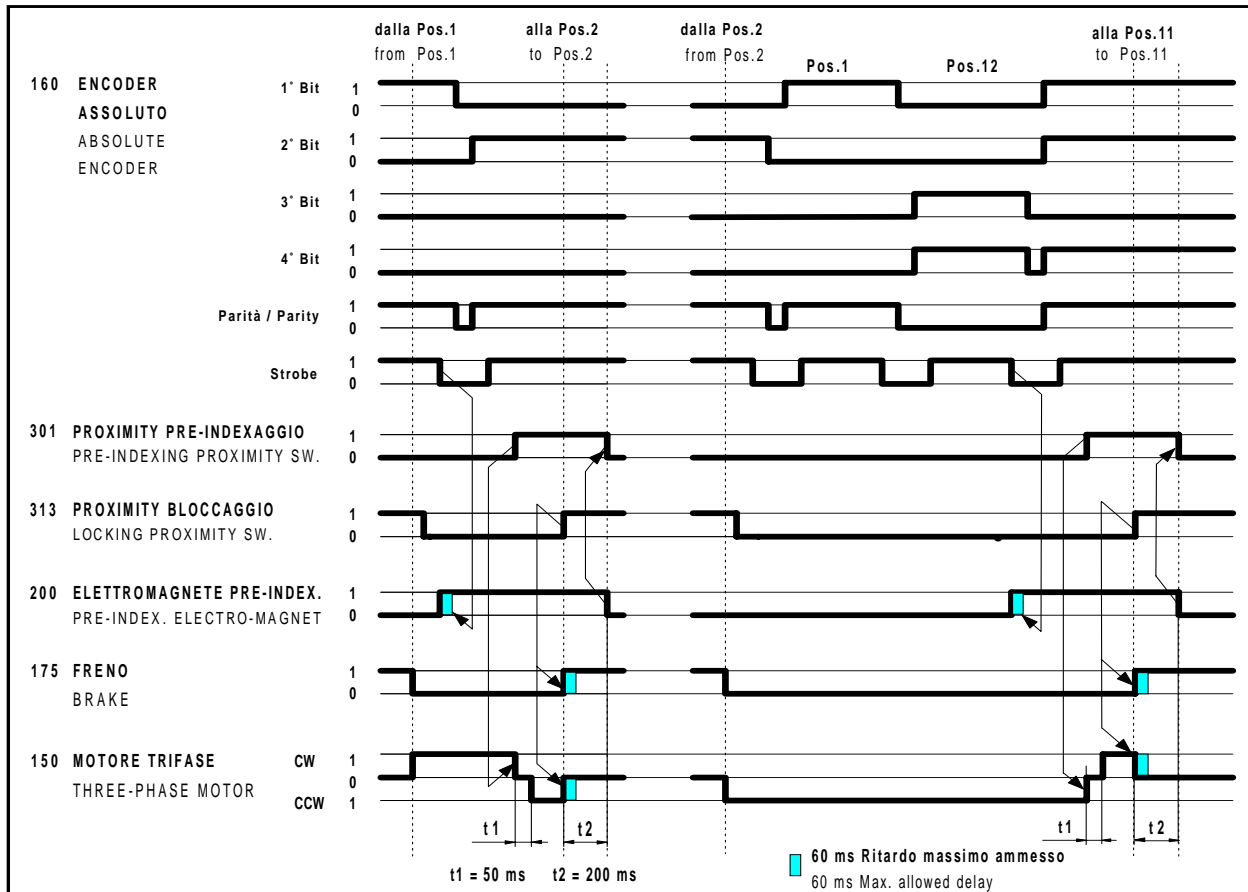 dalla Pos.1 alla Pos.2 dalla Pos.2 alla Pos.11
from Pos.1 to Pos.2 from Pos.2 to Pos.11
Pos.1 Pos.12
160 ENCODER 1° Bit 1
0
ASSOLUTO
ABSOLUTE 2° Bit 1
0
ENCODER
3° Bit 1
0
4° Bit 1
0
Parità / Parity 1
0
Strobe 1
0
301 PROXIMITY PRE-INDEXAGGIO 1
PRE-INDEXING PROXIMITY SW. 0
313 PROXIMITY BLOCCAGGIO 1
LOCKING PROXIMITY SW. 0
200 ELETTROMAGNETE PRE-INDEX. 1
PRE-INDEX. ELECTRO-MAGNET 0
175 FRENO 1
BRAKE 0
150 MOTORE TRIFASE CW 1
0
THREE-PHASE MOTOR
CCW 1
t1 t2 t1 t2
t1 = 50 ms t2 = 200 ms
60 ms Ritardo massimo ammesso
60 ms Max. allowed delay